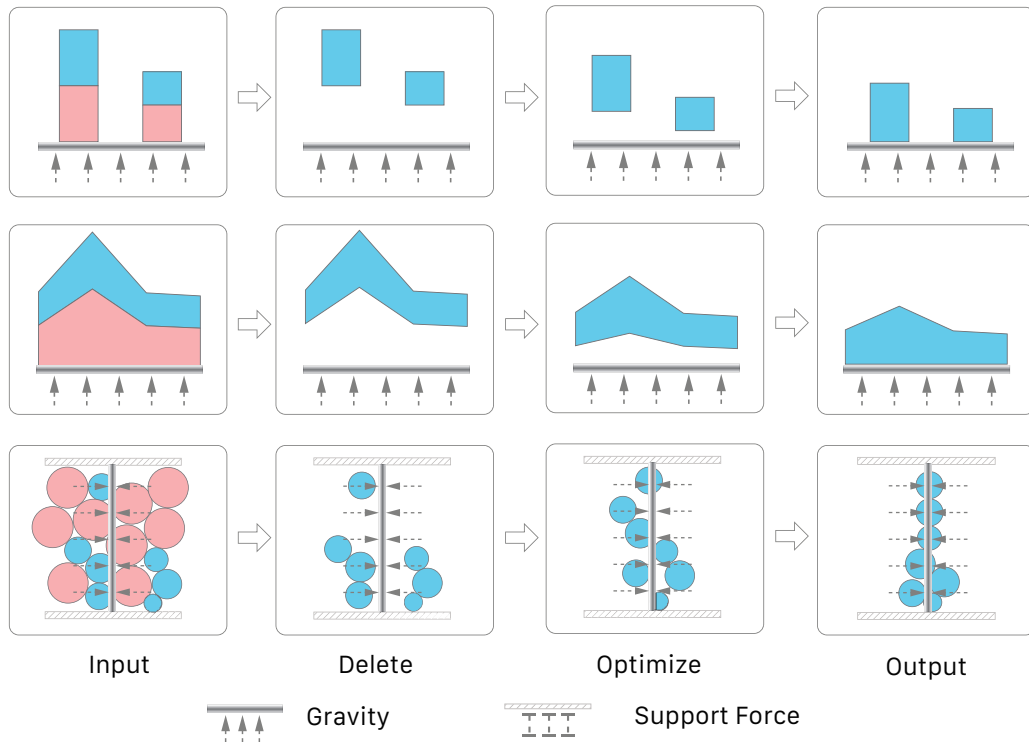 Input
Delete
Optimize
Output
Gravity
Support Force